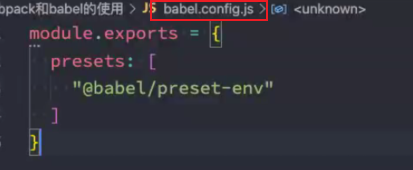 bpack和babel的使用 > JS babel.config.js > <unknown>
module.exports = {
presets: [
"@babel/preset-env"
]
}